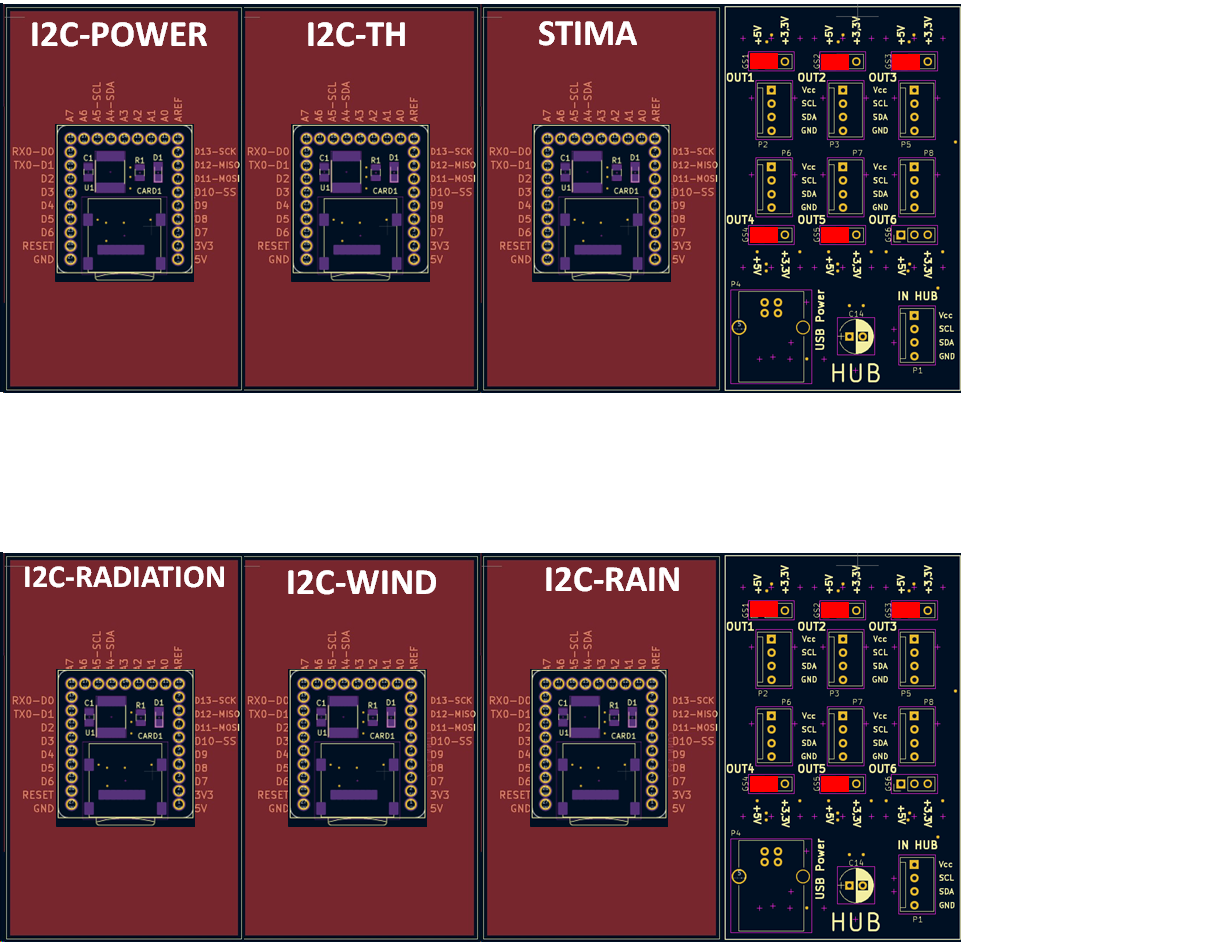 I2C-POWER
A7
A6
A5-SCL
A4-SDA
A3
A2
A1
A0
AREF
RX0-D0
TX0-D1
D2
D3
D4
D5
D6
RESET
GND
C1
U1
R1
D1
CARD1
D13-SCK
D12-MISO
D11-MOSI
D10-SS
D9
D8
D7
3V3
5V
I2C-TH
A7
A6
A5-SCL
A4-SDA
A3
A2
A1
A0
AREF
RX0-D0
TX0-D1
D2
D3
D4
D5
D6
RESET
GND
C1
U1
R1
D1
CARD1
D13-SCK
D12-MISO
D11-MOSI
D10-SS
D9
D8
D7
3V3
5V
STIMA
A7
A6
A5-SCL
A4-SDA
A3
A2
A1
A0
AREF
RX0-D0
TX0-D1
D2
D3
D4
D5
D6
RESET
GND
C1
U1
R1
D1
CARD1
D13-SCK
D12-MISO
D11-MOSI
D10-SS
D9
D8
D7
3V3
5V
+5V +3,3V +5V +3,3V +5V +3,3V
GS1 GS2 GS3
OUT1 OUT2 OUT3
Vcc Vcc
SCL SCL
SDA SDA
GND GND
P2 P3 P5
P6 P7 P8
Vcc Vcc
SCL SCL
SDA SDA
GND GND
OUT4 OUT5 OUT6
GS4 GS5 GS6
+5V +3,3V +5V +3,3V +5V +3,3V
P4
USB Power
C14
HUB
IN HUB
Vcc
SCL
SDA
GND
P1
I2C-RADIATION
A7
A6
A5-SCL
A4-SDA
A3
A2
A1
A0
AREF
RX0-D0
TX0-D1
D2
D3
D4
D5
D6
RESET
GND
C1
U1
R1
D1
CARD1
D13-SCK
D12-MISO
D11-MOSI
D10-SS
D9
D8
D7
3V3
5V
I2C-WIND
A7
A6
A5-SCL
A4-SDA
A3
A2
A1
A0
AREF
RX0-D0
TX0-D1
D2
D3
D4
D5
D6
RESET
GND
C1
U1
R1
D1
CARD1
D13-SCK
D12-MISO
D11-MOSI
D10-SS
D9
D8
D7
3V3
5V
I2C-RAIN
A7
A6
A5-SCL
A4-SDA
A3
A2
A1
A0
AREF
RX0-D0
TX0-D1
D2
D3
D4
D5
D6
RESET
GND
C1
U1
R1
D1
CARD1
D13-SCK
D12-MISO
D11-MOSI
D10-SS
D9
D8
D7
3V3
5V
+5V +3,3V +5V +3,3V +5V +3,3V
GS1 GS2 GS3
OUT1 OUT2 OUT3
Vcc Vcc
SCL SCL
SDA SDA
GND GND
P2 P3 P5
P6 P7 P8
Vcc Vcc
SCL SCL
SDA SDA
GND GND
OUT4 OUT5 OUT6
GS4 GS5 GS6
+5V +3,3V +5V +3,3V +5V +3,3V
P4
USB Power
C14
HUB
IN HUB
Vcc
SCL
SDA
GND
P1